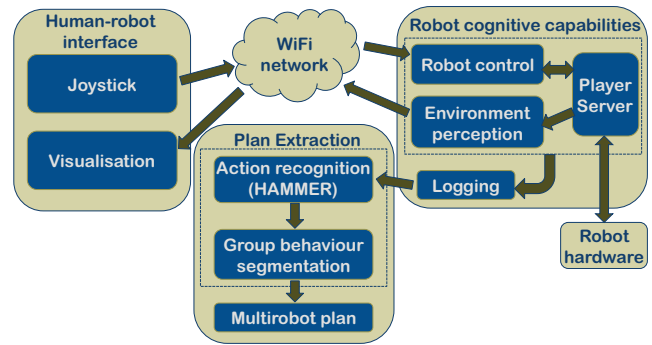 Human-robot
interface
Joystick
Visualisation
WiFi
network
Robot cognitive capabilities
Robot control
Environment
perception
Player
Server
Logging
Robot
hardware
Plan Extraction
Action recognition
(HAMMER)
Group behaviour
segmentation
Multirobot plan